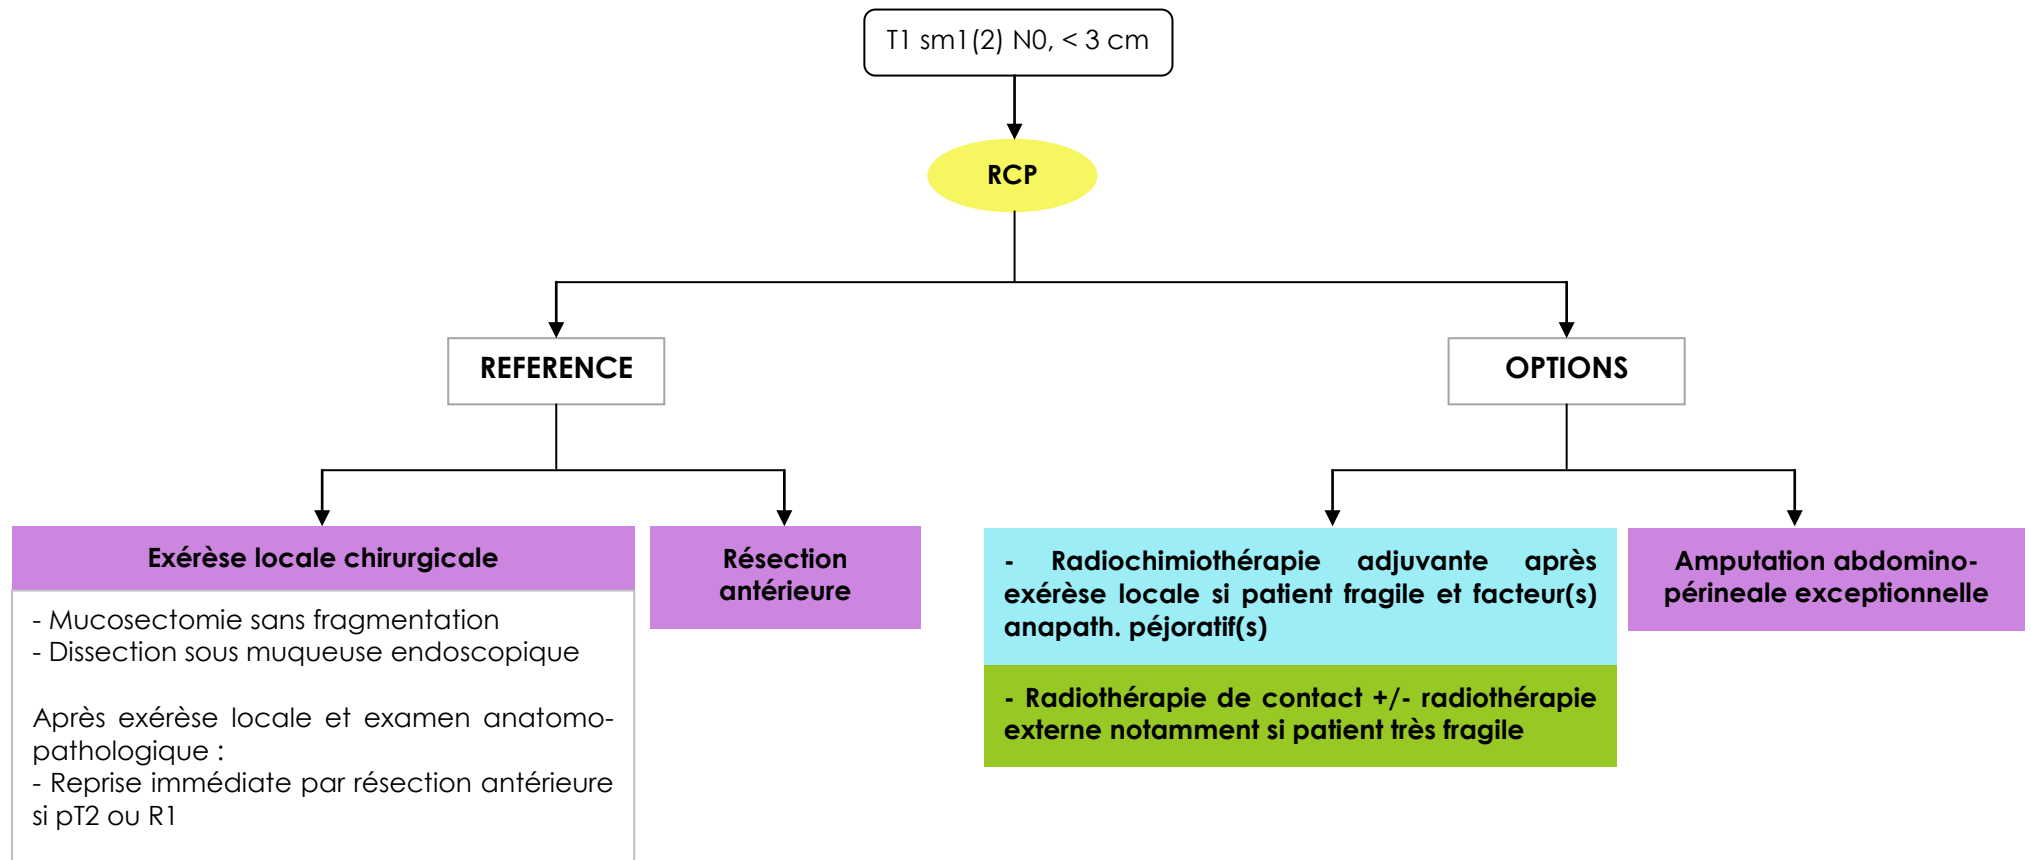 T1 sm1(2) N0, < 3 cm
RCP
REFERENCE
OPTIONS
Exérèse locale chirurgicale
- Mucosectomie sans fragmentation
- Dissection sous muqueuse endoscopique
Après exérèse locale et examen anatomo-
pathologique :
- Reprise immédiate par résection antérieure
si pT2 ou R1
Résection
antérieure
- Radiochimiothérapie adjuvante après
exérèse locale si patient fragile et facteur(s)
anapath. péjoratif(s)
- Radiothérapie de contact +/- radiothérapie
externe notamment si patient très fragile
Amputation abdomino-
périneale exceptionnelle